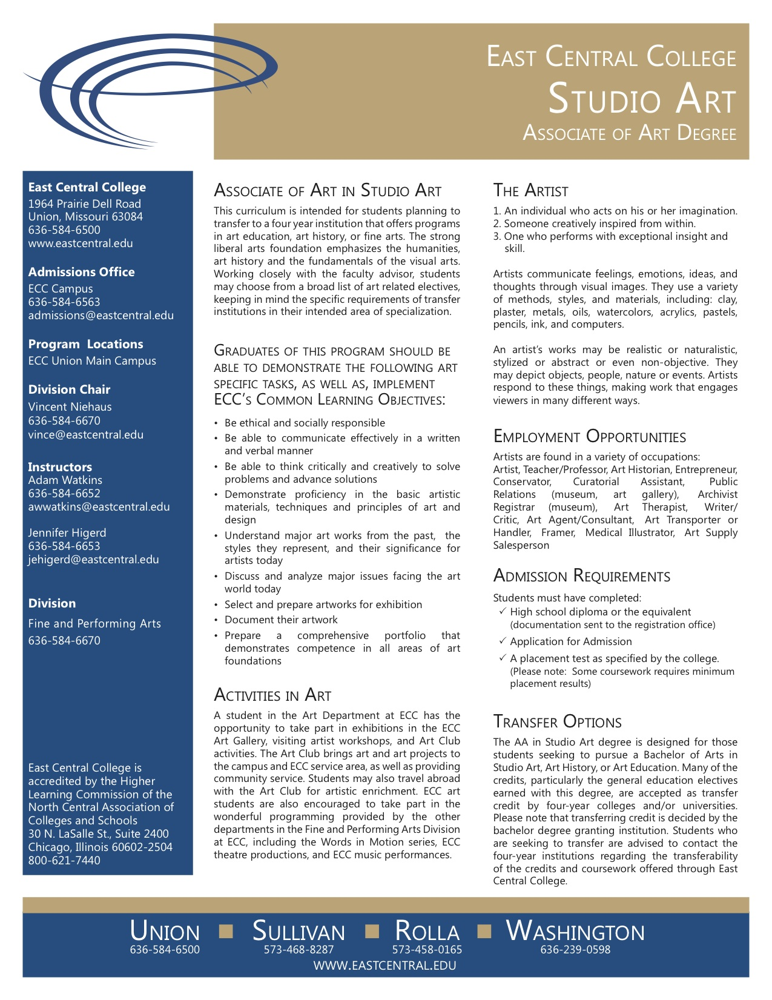 East Central College
Studio Art
Associate of Art Degree
East Central College
1964 Prairie Dell Road
Union, Missouri 63084
636-584-6500
www.eastcentral.edu
Admissions Office
ECC Campus
636-584-6563
admissions@eastcentral.edu
Program  Locations
ECC Union Main Campus
Division Chair
Vincent Niehaus
636-584-6670
vince@eastcentral.edu
Instructors
Adam Watkins
636-584-6652
awwatkins@eastcentral.edu
Jennifer Higerd
636-584-6653
jehigerd@eastcentral.edu
Division
Fine and Performing Arts
636-584-6670
East Central College is
accredited by the Higher
Learning Commission of the
North Central Association of
Colleges and Schools
30 N. LaSalle St., Suite 2400
Chicago, Illinois 60602-2504
800-621-7440
Associate of Art in Studio Art
This curriculum is intended for students planning to
transfer to a four year institution that offers programs
in art education, art history, or fine arts. The strong
liberal arts foundation emphasizes the humanities,
art history and the fundamentals of the visual arts.
Working closely with the faculty advisor, students
may choose from a broad list of art related electives,
keeping in mind the specific requirements of transfer
institutions in their intended area of specialization.
Graduates of this program should be
able to demonstrate the following art
specific tasks, as well as, implement
ECC's Common Learning Objectives:
• Be ethical and socially responsible
• Be able to communicate effectively in a written
and verbal manner
• Be able to think critically and creatively to solve
problems and advance solutions
• Demonstrate proficiency in the basic artistic
materials, techniques and principles of art and
design
• Understand major art works from the past,  the
styles they represent, and their significance for
artists today
• Discuss and analyze major issues facing the art
world today
• Select and prepare artworks for exhibition
• Document their artwork
• Prepare a comprehensive portfolio that
demonstrates competence in all areas of art
foundations
Activities in Art
A student in the Art Department at ECC has the
opportunity to take part in exhibitions in the ECC
Art Gallery, visiting artist workshops, and Art Club
activities. The Art Club brings art and art projects to
the campus and ECC service area, as well as providing
community service. Students may also travel abroad
with the Art Club for artistic enrichment. ECC art
students are also encouraged to take part in the
wonderful programming provided by the other
departments in the Fine and Performing Arts Division
at ECC, including the Words in Motion series, ECC
theatre productions, and ECC music performances.
The Artist
1. An individual who acts on his or her imagination.
2. Someone creatively inspired from within.
3. One who performs with exceptional insight and
skill.
Artists communicate feelings, emotions, ideas, and
thoughts through visual images. They use a variety
of methods, styles, and materials, including: clay,
plaster, metals, oils, watercolors, acrylics, pastels,
pencils, ink, and computers.
An artist's works may be realistic or naturalistic,
stylized or abstract or even non-objective. They
may depict objects, people, nature or events. Artists
respond to these things, making work that engages
viewers in many different ways.
Employment Opportunities
Artists are found in a variety of occupations:
Artist, Teacher/Professor, Art Historian, Entrepreneur,
Conservator, Curatorial Assistant, Public
Relations (museum, art gallery), Archivist
Registrar (museum), Art Therapist, Writer/
Critic, Art Agent/Consultant, Art Transporter or
Handler, Framer, Medical Illustrator, Art Supply
Salesperson
Admission Requirements
Students must have completed:
✓ High school diploma or the equivalent
(documentation sent to the registration office)
✓ Application for Admission
✓ A placement test as specified by the college.
(Please note:  Some coursework requires minimum
placement results)
Transfer Options
The AA in Studio Art degree is designed for those
students seeking to pursue a Bachelor of Arts in
Studio Art, Art History, or Art Education. Many of the
credits, particularly the general education electives
earned with this degree, are accepted as transfer
credit by four-year colleges and/or universities.
Please note that transferring credit is decided by the
bachelor degree granting institution. Students who
are seeking to transfer are advised to contact the
four-year institutions regarding the transferability
of the credits and coursework offered through East
Central College.
Union ■ Sullivan ■ Rolla ■ Washington
636-584-6500 573-468-8287 573-458-0165 636-239-0598
www.eastcentral.edu